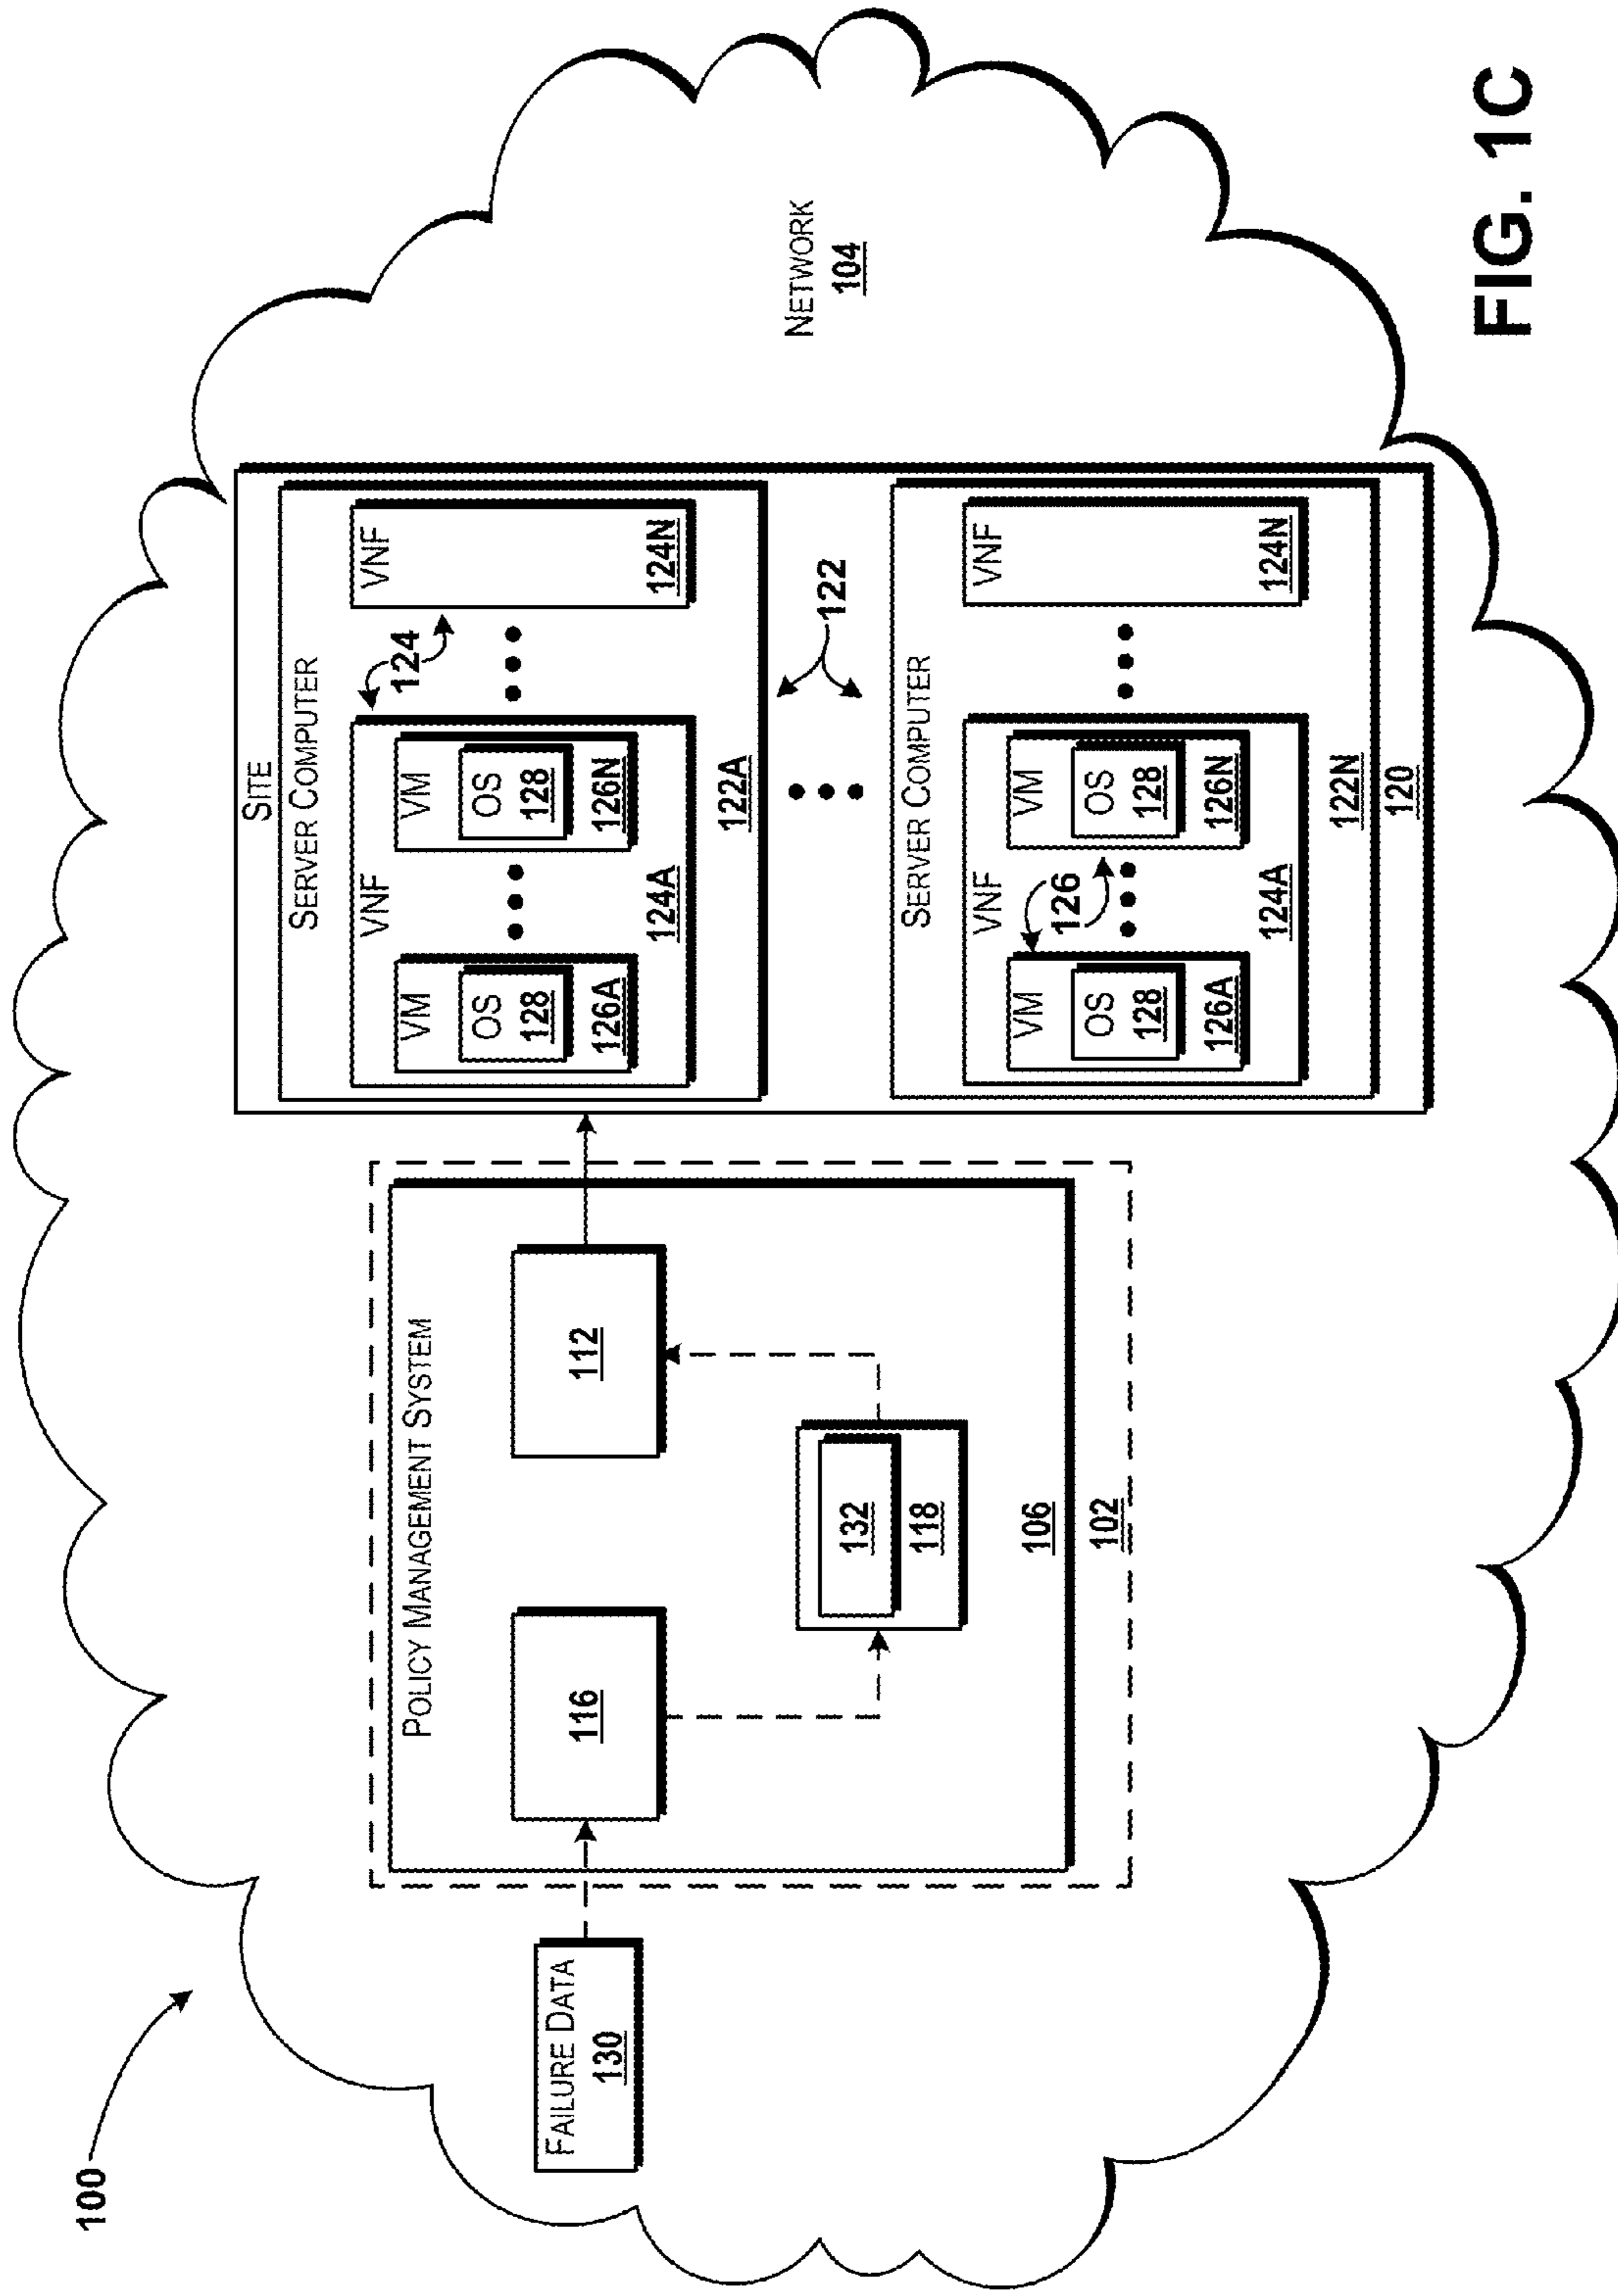 100
FAILURE DATA
130
POLICY MANAGEMENT SYSTEM
116
112
132
118
106
102
SITE
SERVER COMPUTER
VNF
VM
OS
128
126A
VM
OS
128
126N
124A
124
VNF
124N
122A
122
SERVER COMPUTER
VNF
VM
OS
128
126A
126
VM
OS
128
126N
124A
VNF
124N
122N
120
NETWORK
104
FIG. 1C